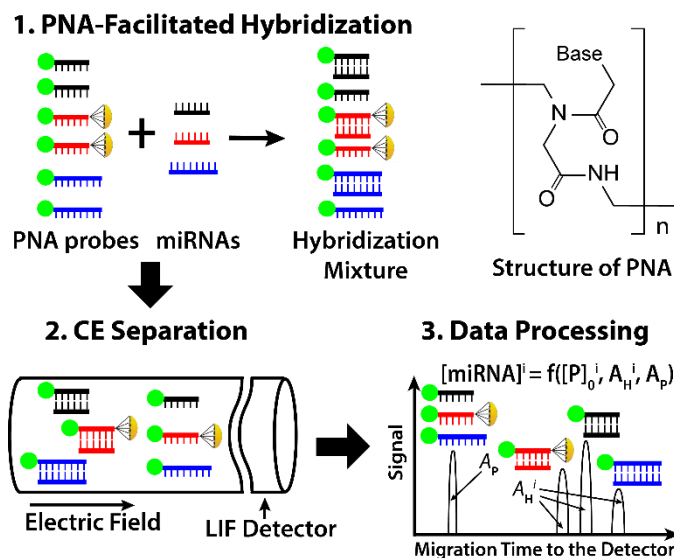 1. PNA-Facilitated Hybridization
+
PNA probes
miRNAs
Hybridization
Mixture
Base
N
O
O
NH
n
Structure of PNA
2. CE Separation
Electric Field
LIF Detector
3. Data Processing
[miRNA]ⁱ = f([P]₀ⁱ, A_Hⁱ, A_P)
Signal
A_P
A_Hⁱ
Migration Time to the Detector